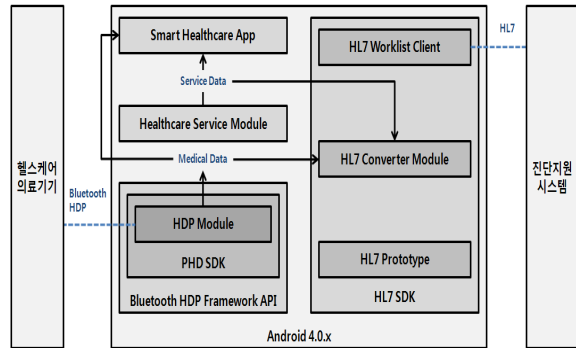 Smart Healthcare App
HL7 Worklist Client
HL7
Service Data
Healthcare Service Module
HL7 Converter Module
Medical Data
헬스케어
의료기기
진단지원
시스템
Bluetooth
HDP
HDP Module
PHD SDK
HL7 Prototype
Bluetooth HDP Framework API
HL7 SDK
Android 4.0.x